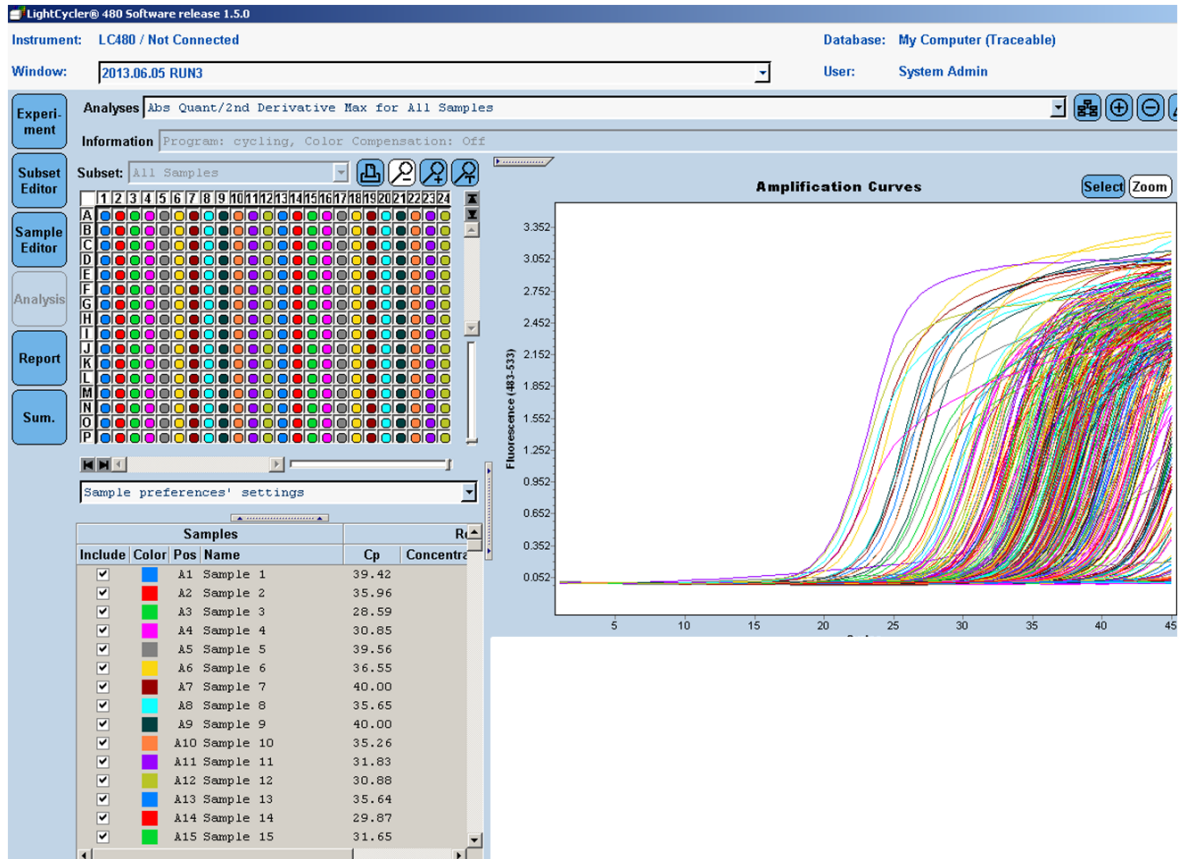 LightCycler® 480 Software release 1.5.0
Instrument: LC480 / Not Connected Database: My Computer (Traceable)
Window: 2013.06.05 RUN3 User: System Admin
Experi-
ment
Analyses Abs Quant/2nd Derivative Max for All Samples
Information Program: cycling, Color Compensation: Off
Subset
Editor
Subset: All Samples
Sample
Editor
Analysis
Report
Sum.
1 2 3 4 5 6 7 8 9 10 11 12 13 14 15 16 17 18 19 20 21 22 23 24
A
B
C
D
E
F
G
H
I
J
K
L
M
N
O
P
Sample preferences' settings
Samples
Include Color Pos Name Cp Concentra
A1 Sample 1 39.42
A2 Sample 2 35.96
A3 Sample 3 28.59
A4 Sample 4 30.85
A5 Sample 5 39.56
A6 Sample 6 36.55
A7 Sample 7 40.00
A8 Sample 8 35.65
A9 Sample 9 40.00
A10 Sample 10 35.26
A11 Sample 11 31.83
A12 Sample 12 30.88
A13 Sample 13 35.64
A14 Sample 14 29.87
A15 Sample 15 31.65
Amplification Curves
Select Zoom
Fluorescence (483-533)
3.352
3.052
2.752
2.452
2.152
1.852
1.552
1.252
0.952
0.652
0.352
0.052
5 10 15 20 25 30 35 40 45